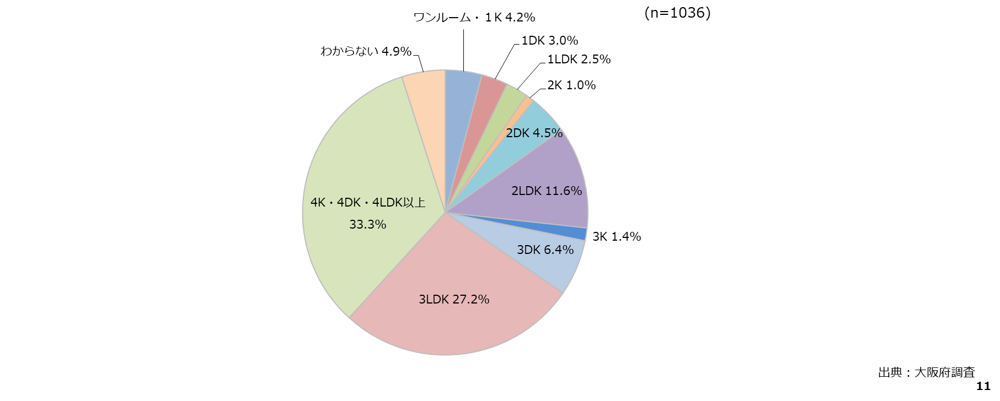 (n=1036)
ワンルーム・１K 4.2%
1DK 3.0%
わからない 4.9%
1LDK 2.5%
2K 1.0%
2DK 4.5%
2LDK 11.6%
4K・4DK・4LDK以上
33.3%
3K 1.4%
3DK 6.4%
3LDK 27.2%
出典：大阪府調査
11